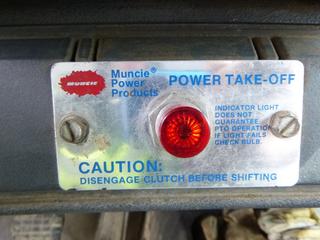 MUNCIE
Muncie®
Power
Products
POWER TAKE-OFF
INDICATOR LIGHT
DOES NOT
GUARANTEE
PTO OPERATION
IF LIGHT FAILS
CHECK BULB.
CAUTION:
DISENGAGE CLUTCH BEFORE SHIFTING